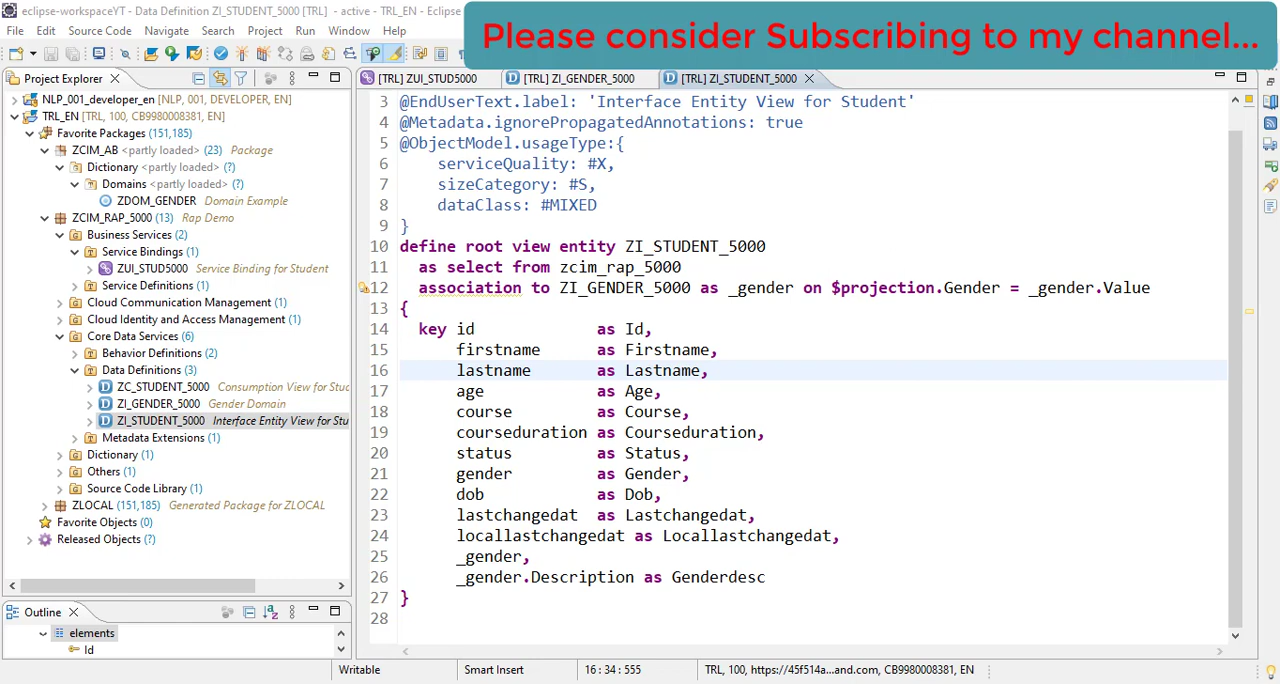 eclipse-workspaceYT - Data Definition ZI_STUDENT_5000 [TRL] - active - TRL_EN - Eclipse
Please consider Subscribing to my channel...
File Edit Source Code Navigate Search Project Run Window Help
Project Explorer
[TRL] ZUI_STUD5000
[TRL] ZI_GENDER_5000
[TRL] ZI_STUDENT_5000
NLP_001_developer_en [NLP, 001, DEVELOPER, EN]
TRL_EN [TRL, 100, CB9980008381, EN]
Favorite Packages (151,185)
ZCIM_AB <partly loaded> (23) Package
Dictionary <partly loaded> (?)
Domains <partly loaded> (?)
ZDOM_GENDER Domain Example
ZCIM_RAP_5000 (13) Rap Demo
Business Services (2)
Service Bindings (1)
ZUI_STUD5000 Service Binding for Student
Service Definitions (1)
Cloud Communication Management (1)
Cloud Identity and Access Management (1)
Core Data Services (6)
Behavior Definitions (2)
Data Definitions (3)
ZC_STUDENT_5000 Consumption View for Stud
ZI_GENDER_5000 Gender Domain
ZI_STUDENT_5000 Interface Entity View for Stu
Metadata Extensions (1)
Dictionary (1)
Others (1)
Source Code Library (1)
ZLOCAL (151,185) Generated Package for ZLOCAL
Favorite Objects (0)
Released Objects (?)
Outline
elements
Id
3 @EndUserText.label: 'Interface Entity View for Student'
4 @Metadata.ignorePropagatedAnnotations: true
5 @ObjectModel.usageType:{
6 serviceQuality: #X,
7 sizeCategory: #S,
8 dataClass: #MIXED
9 }
10 define root view entity ZI_STUDENT_5000
11 as select from zcim_rap_5000
12 association to ZI_GENDER_5000 as _gender on $projection.Gender = _gender.Value
13 {
14 key id as Id,
15 firstname as Firstname,
16 lastname as Lastname,
17 age as Age,
18 course as Course,
19 courseduration as Courseduration,
20 status as Status,
21 gender as Gender,
22 dob as Dob,
23 lastchangedat as Lastchangedat,
24 locallastchangedat as Locallastchangedat,
25 _gender,
26 _gender.Description as Genderdesc
27 }
28
Writable
Smart Insert
16 : 34 : 555
TRL, 100, https://45f514a...and.com, CB9980008381, EN